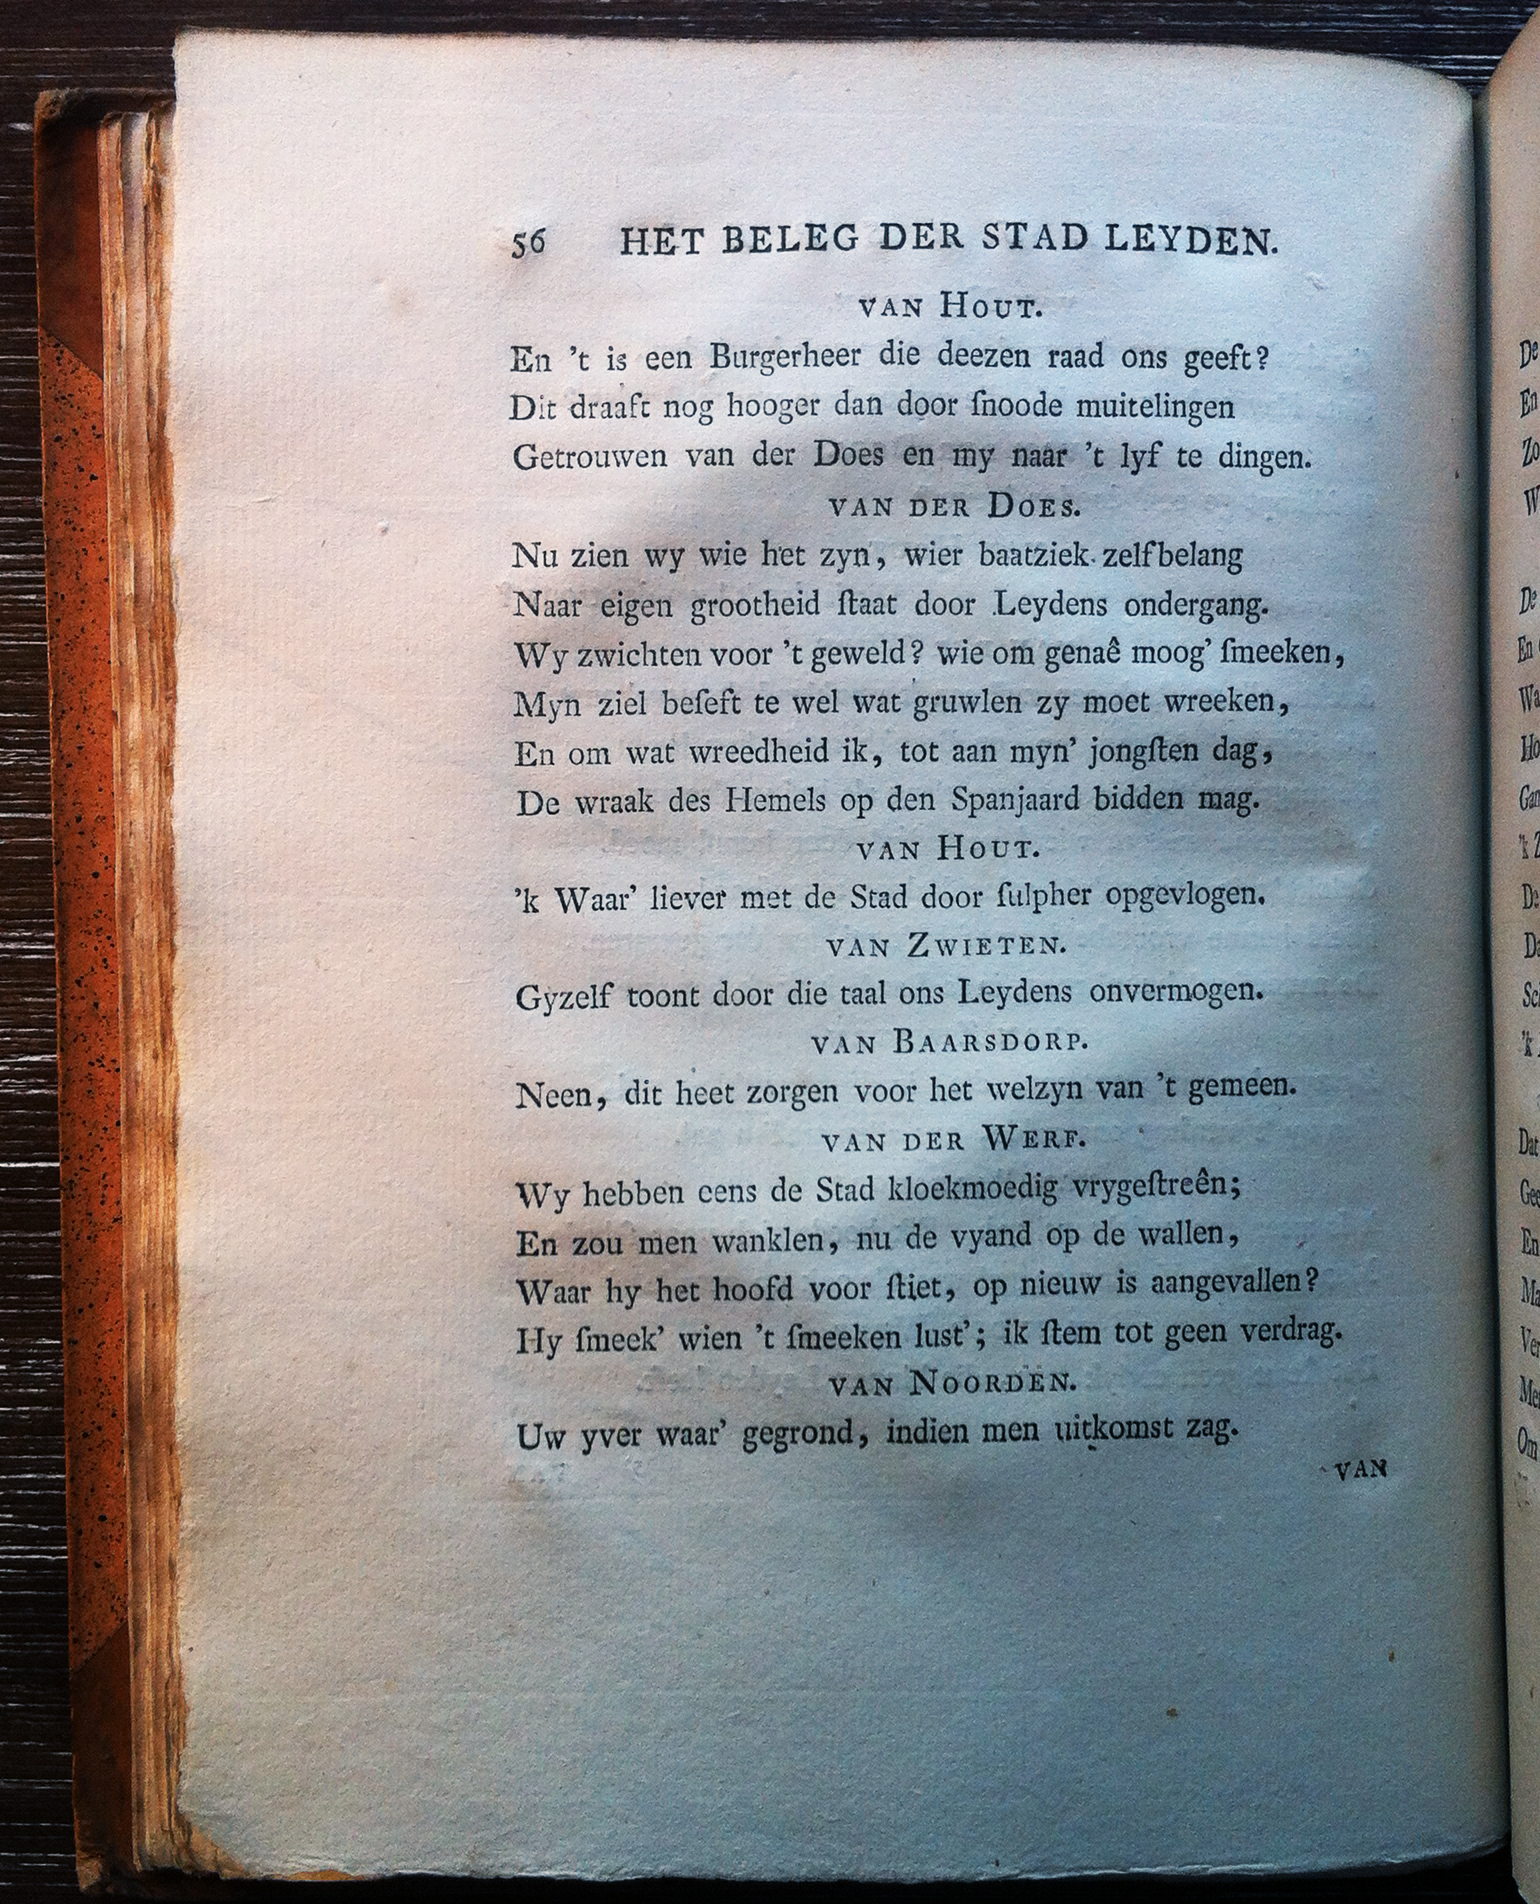 56 HET BELEG DER STAD LEYDEN.
VAN HOUT.
En 't is een Burgerheer die deezen raad ons geeft?
Dit draaft nog hooger dan door ſnoode muitelingen
Getrouwen van der Does en my naar 't lyf te dingen.
VAN DER DOES.
Nu zien wy wie het zyn, wier baatziek zelfbelang
Naar eigen grootheid ſtaat door Leydens ondergang.
Wy zwichten voor 't geweld? wie om genaê moog' ſmeeken,
Myn ziel beſeft te wel wat gruwlen zy moet wreeken,
En om wat wreedheid ik, tot aan myn' jongſten dag,
De wraak des Hemels op den Spanjaard bidden mag.
VAN HOUT.
'k Waar' liever met de Stad door ſulpher opgevlogen.
VAN ZWIETEN.
Gyzelf toont door die taal ons Leydens onvermogen.
VAN BAARSDORP.
Neen, dit heet zorgen voor het welzyn van 't gemeen.
VAN DER WERF.
Wy hebben eens de Stad kloekmoedig vrygeſtreên;
En zou men wanklen, nu de vyand op de wallen,
Waar hy het hoofd voor ſtiet, op nieuw is aangevallen?
Hy ſmeek' wien 't ſmeeken lust'; ik ſtem tot geen verdrag.
VAN NOORDEN.
Uw yver waar' gegrond, indien men uitkomst zag.
VAN